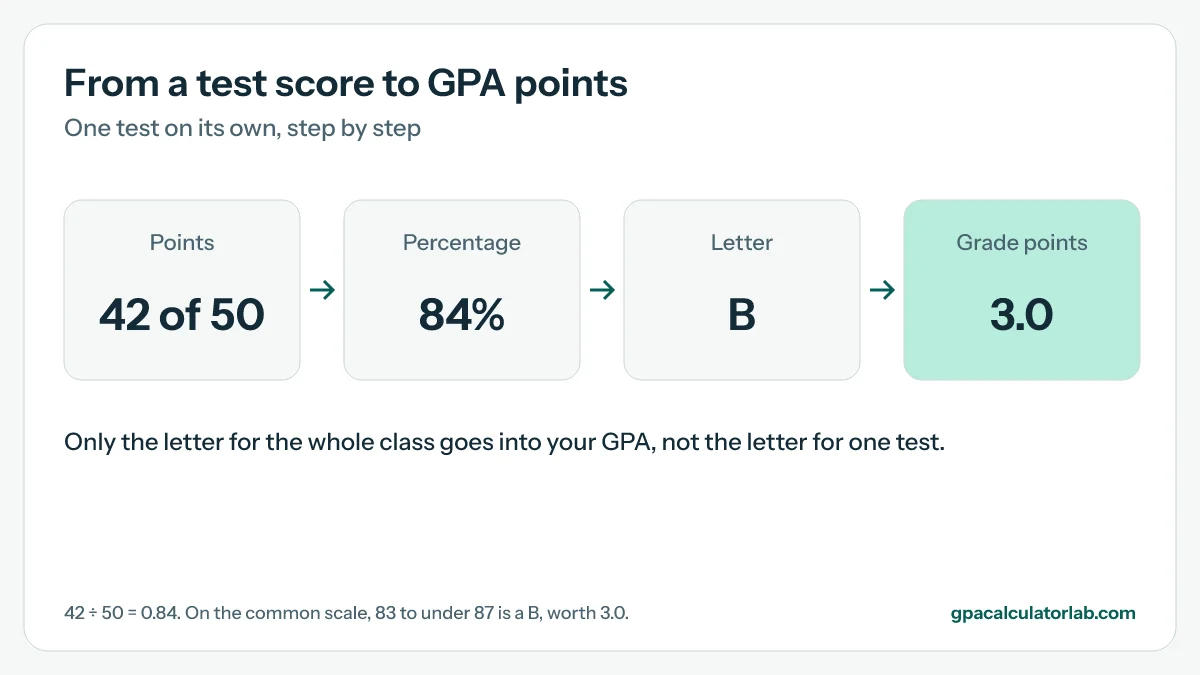 From a test score to GPA points
One test on its own, step by step
Points
42 of 50
→
Percentage
84%
→
Letter
B
→
Grade points
3.0
Only the letter for the whole class goes into your GPA, not the letter for one test.
42 ÷ 50 = 0.84. On the common scale, 83 to under 87 is a B, worth 3.0.
gpacalculatorlab.com